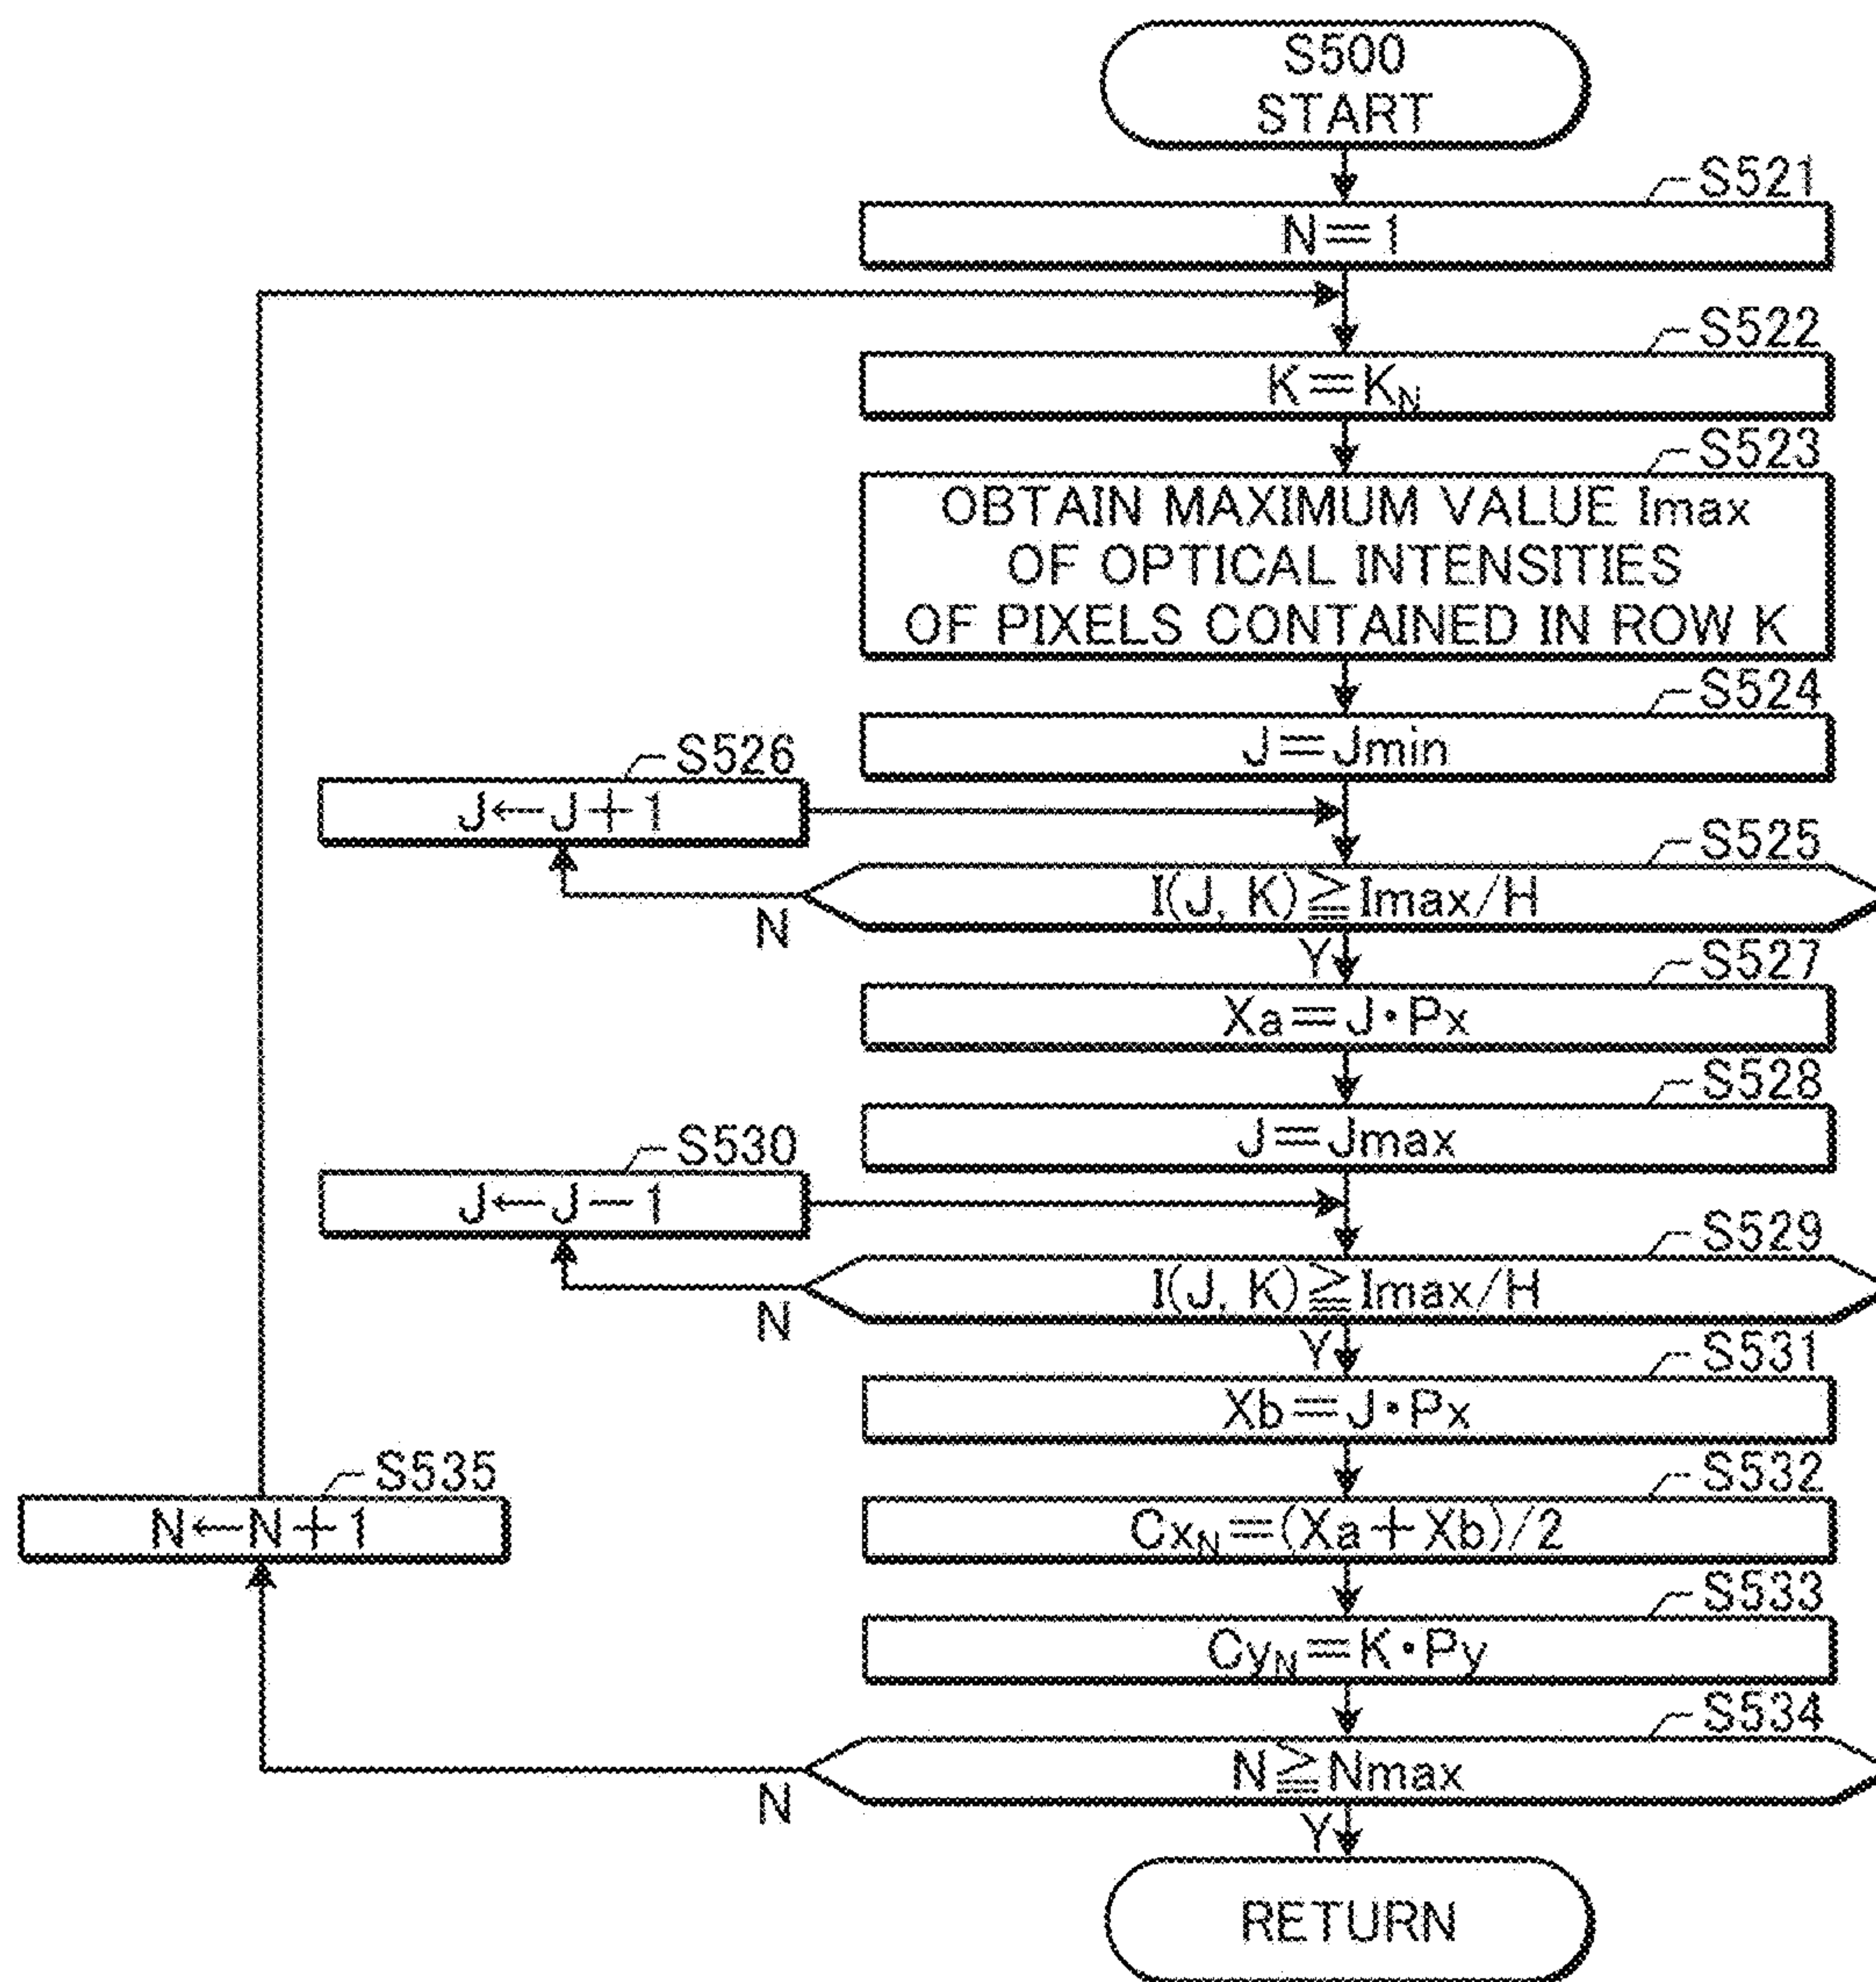 S500
START
S521
N=1
S522
K=K_N
S523
OBTAIN MAXIMUM VALUE Imax
OF OPTICAL INTENSITIES
OF PIXELS CONTAINED IN ROW K
S524
J=Jmin
S526
J←J+1
S525
I(J, K)≧Imax/H
N
Y
S527
Xa=J・Px
S528
J=Jmax
S530
J←J−1
S529
I(J, K)≧Imax/H
N
Y
S531
Xb=J・Px
S535
N←N+1
S532
Cx_N=(Xa+Xb)/2
S533
Cy_N=K・Py
S534
N≧Nmax
N
Y
RETURN